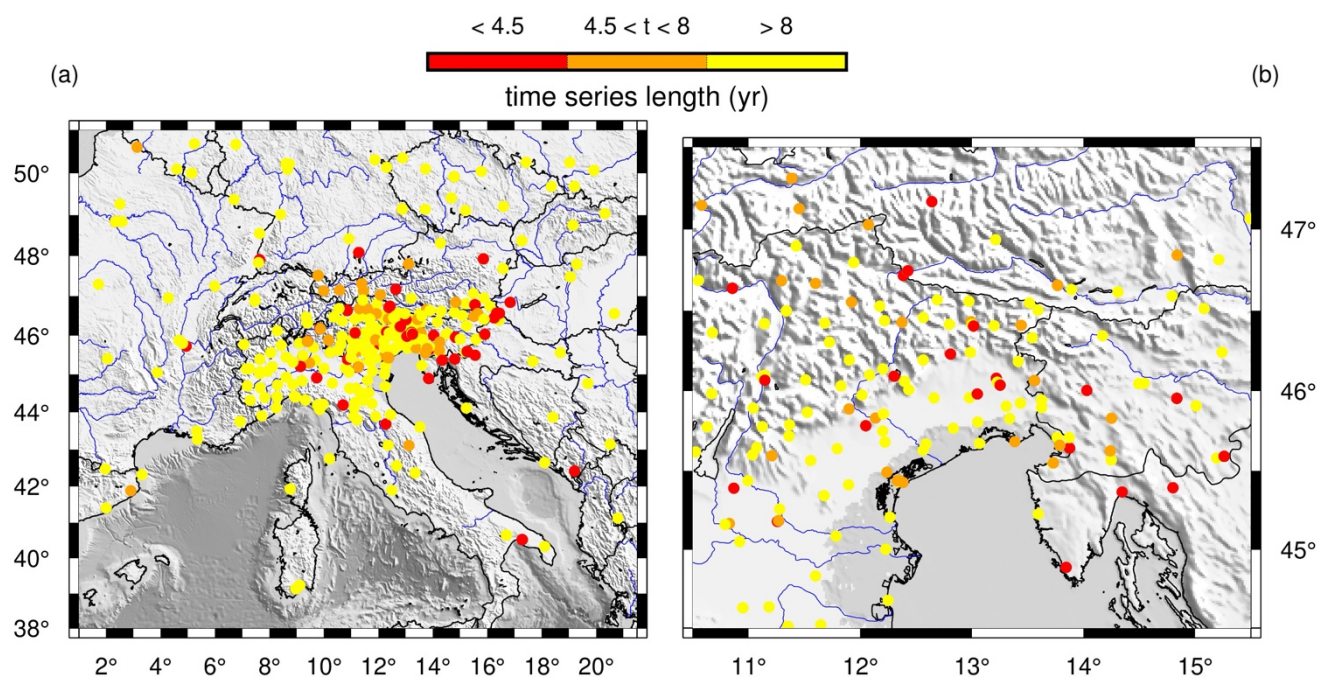 < 4.5 4.5 < t < 8 > 8
time series length (yr)
(a)
(b)
50°
48°
46°
44°
42°
40°
38°
2° 4° 6° 8° 10° 12° 14° 16° 18° 20°
47°
46°
45°
11° 12° 13° 14° 15°